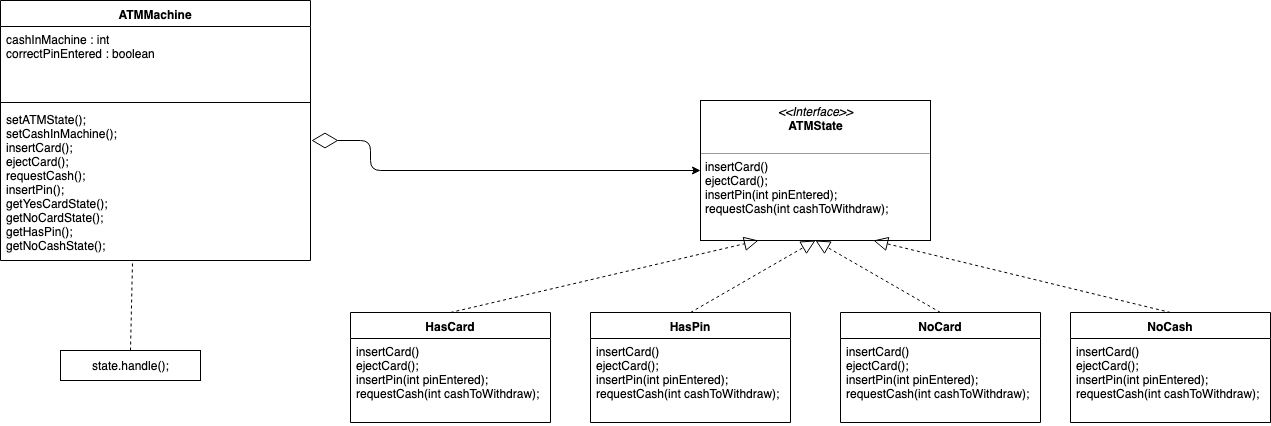 ATMMachine
cashInMachine : int
correctPinEntered : boolean
setATMState();
setCashInMachine();
insertCard();
ejectCard();
requestCash();
insertPin();
getYesCardState();
getNoCardState();
getHasPin();
getNoCashState();
state.handle();
<<Interface>>
ATMState
insertCard()
ejectCard();
insertPin(int pinEntered);
requestCash(int cashToWithdraw);
HasCard
insertCard()
ejectCard();
insertPin(int pinEntered);
requestCash(int cashToWithdraw);
HasPin
insertCard()
ejectCard();
insertPin(int pinEntered);
requestCash(int cashToWithdraw);
NoCard
insertCard()
ejectCard();
insertPin(int pinEntered);
requestCash(int cashToWithdraw);
NoCash
insertCard()
ejectCard();
insertPin(int pinEntered);
requestCash(int cashToWithdraw);